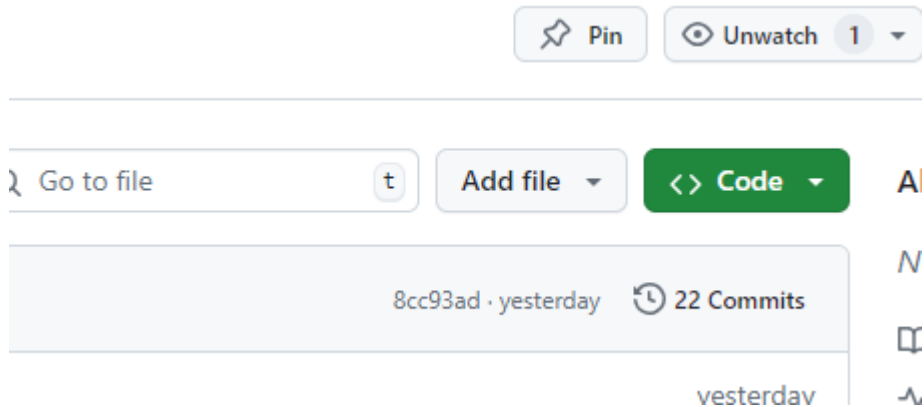 Pin Unwatch 1
Go to file t Add file <> Code
8cc93ad · yesterday 22 Commits
yesterday